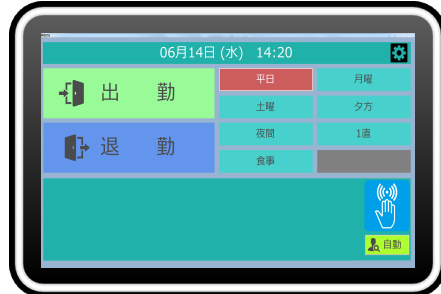 06月14日 (水) 14:20
出 勤
退 勤
平日
月曜
土曜
夕方
夜間
1直
食事
自動